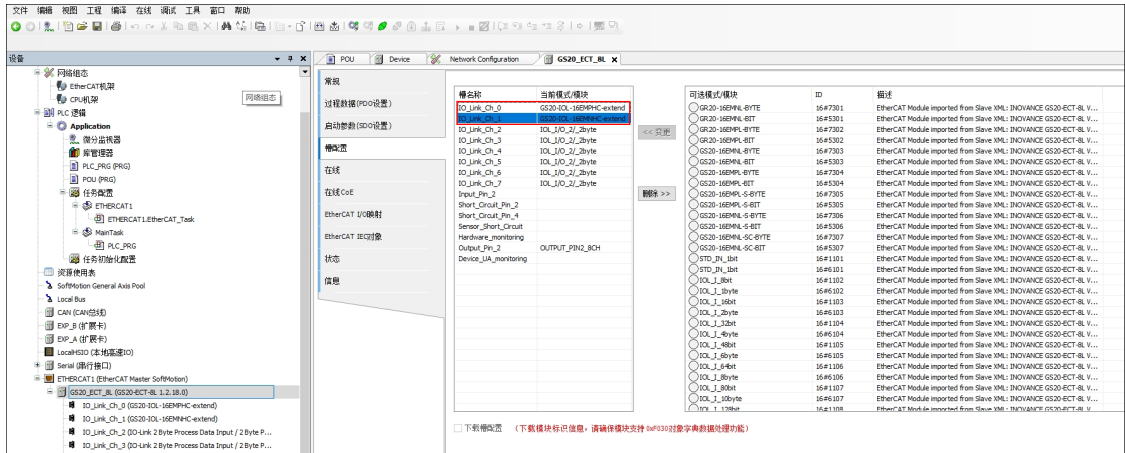 文件 编辑 视图 工程 编译 在线 调试 工具 窗口 帮助
设备
网络组态
EtherCAT机架
CPU机架
网络组态
PLC 逻辑
Application
微分监视器
库管理器
PLC_PRG (PRG)
POU (PRG)
任务配置
ETHERCAT1
ETHERCAT1.EtherCAT_Task
MainTask
PLC_PRG
任务初始化配置
资源使用表
SoftMotion General Axis Pool
Local Bus
CAN (CAN总线)
EXP_B (扩展卡)
EXP_A (扩展卡)
LocalHSIO (本地高速IO)
Serial (串行接口)
ETHERCAT1 (EtherCAT Master SoftMotion)
GS20_ECT_8L (GS20-ECT-8L 1.2.18.0)
IO_Link_Ch_0 (GS20-IOL-16EMPHC-extend)
IO_Link_Ch_1 (GS20-IOL-16EMNHC-extend)
IO_Link_Ch_2 (IO-Link 2 Byte Process Data Input / 2 Byte P...
IO_Link_Ch_3 (IO-Link 2 Byte Process Data Input / 2 Byte P...
POU Device Network Configuration GS20_ECT_8L
常规
过程数据(PDO设置)
启动参数(SDO设置)
槽配置
在线
在线CoE
EtherCAT I/O映射
EtherCAT IEC对象
状态
信息
槽名称 当前模式/模块
IO_Link_Ch_0 GS20-IOL-16EMPHC-extend
IO_Link_Ch_1 GS20-IOL-16EMNHC-extend
IO_Link_Ch_2 IOL_I/O_2/_2byte
IO_Link_Ch_3 IOL_I/O_2/_2byte
IO_Link_Ch_4 IOL_I/O_2/_2byte
IO_Link_Ch_5 IOL_I/O_2/_2byte
IO_Link_Ch_6 IOL_I/O_2/_2byte
IO_Link_Ch_7 IOL_I/O_2/_2byte
Input_Pin_2
Short_Circuit_Pin_2
Short_Circuit_Pin_4
Sensor_Short_Circuit
Hardware_monitoring
Output_Pin_2 OUTPUT_PIN2_8CH
Device_UA_monitoring
<< 变更
删除 >>
可选模式/模块 ID 描述
GR20-16EMNL-BYTE 16#7301 EtherCAT Module imported from Slave XML: INOVANCE GS20-ECT-8L V...
GR20-16EMNL-BIT 16#5301 EtherCAT Module imported from Slave XML: INOVANCE GS20-ECT-8L V...
GR20-16EMPL-BYTE 16#7302 EtherCAT Module imported from Slave XML: INOVANCE GS20-ECT-8L V...
GR20-16EMPL-BIT 16#5302 EtherCAT Module imported from Slave XML: INOVANCE GS20-ECT-8L V...
GS20-16EMNL-BYTE 16#7303 EtherCAT Module imported from Slave XML: INOVANCE GS20-ECT-8L V...
GS20-16EMNL-BIT 16#5303 EtherCAT Module imported from Slave XML: INOVANCE GS20-ECT-8L V...
GS20-16EMPL-BYTE 16#7304 EtherCAT Module imported from Slave XML: INOVANCE GS20-ECT-8L V...
GS20-16EMPL-BIT 16#5304 EtherCAT Module imported from Slave XML: INOVANCE GS20-ECT-8L V...
GS20-16EMPL-S-BYTE 16#7305 EtherCAT Module imported from Slave XML: INOVANCE GS20-ECT-8L V...
GS20-16EMPL-S-BIT 16#5305 EtherCAT Module imported from Slave XML: INOVANCE GS20-ECT-8L V...
GS20-16EMNL-S-BYTE 16#7306 EtherCAT Module imported from Slave XML: INOVANCE GS20-ECT-8L V...
GS20-16EMNL-S-BIT 16#5306 EtherCAT Module imported from Slave XML: INOVANCE GS20-ECT-8L V...
GS20-16EMNL-SC-BYTE 16#7307 EtherCAT Module imported from Slave XML: INOVANCE GS20-ECT-8L V...
GS20-16EMNL-SC-BIT 16#5307 EtherCAT Module imported from Slave XML: INOVANCE GS20-ECT-8L V...
STD_IN_1bit 16#1101 EtherCAT Module imported from Slave XML: INOVANCE GS20-ECT-8L V...
STD_IN_1bit 16#6101 EtherCAT Module imported from Slave XML: INOVANCE GS20-ECT-8L V...
IOL_I_8bit 16#1102 EtherCAT Module imported from Slave XML: INOVANCE GS20-ECT-8L V...
IOL_I_1byte 16#6102 EtherCAT Module imported from Slave XML: INOVANCE GS20-ECT-8L V...
IOL_I_16bit 16#1103 EtherCAT Module imported from Slave XML: INOVANCE GS20-ECT-8L V...
IOL_I_2byte 16#6103 EtherCAT Module imported from Slave XML: INOVANCE GS20-ECT-8L V...
IOL_I_32bit 16#1104 EtherCAT Module imported from Slave XML: INOVANCE GS20-ECT-8L V...
IOL_I_4byte 16#6104 EtherCAT Module imported from Slave XML: INOVANCE GS20-ECT-8L V...
IOL_I_48bit 16#1105 EtherCAT Module imported from Slave XML: INOVANCE GS20-ECT-8L V...
IOL_I_6byte 16#6105 EtherCAT Module imported from Slave XML: INOVANCE GS20-ECT-8L V...
IOL_I_64bit 16#1106 EtherCAT Module imported from Slave XML: INOVANCE GS20-ECT-8L V...
IOL_I_8byte 16#6106 EtherCAT Module imported from Slave XML: INOVANCE GS20-ECT-8L V...
IOL_I_80bit 16#1107 EtherCAT Module imported from Slave XML: INOVANCE GS20-ECT-8L V...
IOL_I_10byte 16#6107 EtherCAT Module imported from Slave XML: INOVANCE GS20-ECT-8L V...
IOL_I_128bit 16#1108 EtherCAT Module imported from Slave XML: INOVANCE GS20-ECT-8L V
下载槽配置 (下载模块标识信息,请确保模块支持 0xF030对象字典数据处理功能)